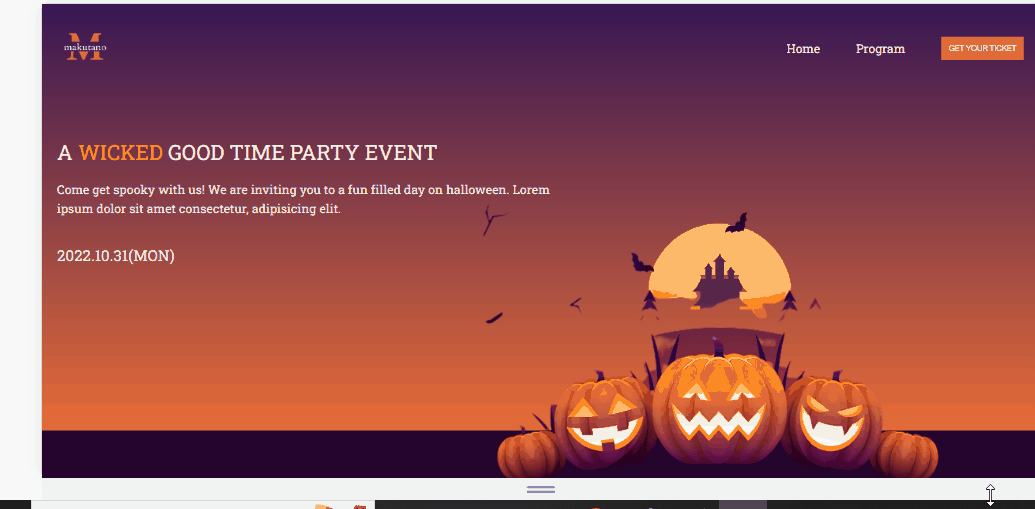 M
makutano
Home
Program
GET YOUR TICKET
A WICKED GOOD TIME PARTY EVENT
Come get spooky with us! We are inviting you to a fun filled day on halloween. Lorem
ipsum dolor sit amet consectetur, adipisicing elit.
2022.10.31(MON)